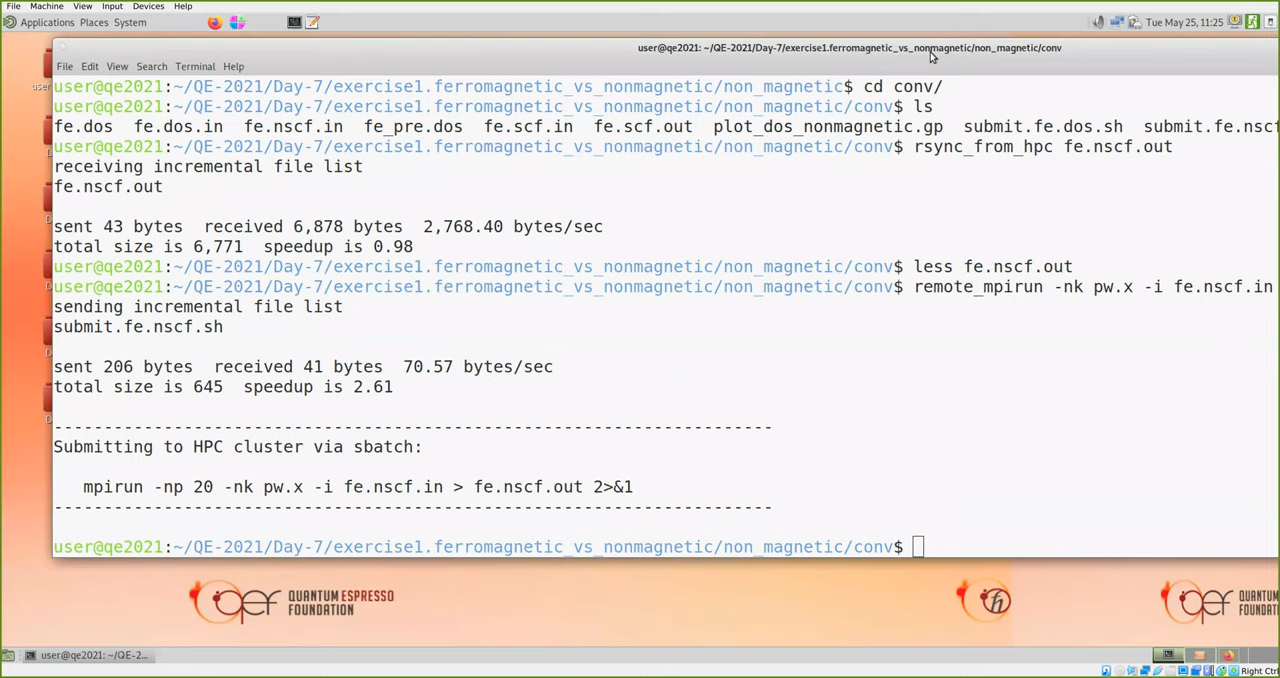 File Machine View Input Devices Help
Applications Places System
Tue May 25, 11:25
user@qe2021: ~/QE-2021/Day-7/exercise1.ferromagnetic_vs_nonmagnetic/non_magnetic/conv
File Edit View Search Terminal Help
user@qe2021:~/QE-2021/Day-7/exercise1.ferromagnetic_vs_nonmagnetic/non_magnetic$ cd conv/
user@qe2021:~/QE-2021/Day-7/exercise1.ferromagnetic_vs_nonmagnetic/non_magnetic/conv$ ls
fe.dos fe.dos.in fe.nscf.in fe_pre.dos fe.scf.in fe.scf.out plot_dos_nonmagnetic.gp submit.fe.dos.sh submit.fe.nscf
user@qe2021:~/QE-2021/Day-7/exercise1.ferromagnetic_vs_nonmagnetic/non_magnetic/conv$ rsync_from_hpc fe.nscf.out
receiving incremental file list
fe.nscf.out
sent 43 bytes received 6,878 bytes 2,768.40 bytes/sec
total size is 6,771 speedup is 0.98
user@qe2021:~/QE-2021/Day-7/exercise1.ferromagnetic_vs_nonmagnetic/non_magnetic/conv$ less fe.nscf.out
user@qe2021:~/QE-2021/Day-7/exercise1.ferromagnetic_vs_nonmagnetic/non_magnetic/conv$ remote_mpirun -nk pw.x -i fe.nscf.in
sending incremental file list
submit.fe.nscf.sh
sent 206 bytes received 41 bytes 70.57 bytes/sec
total size is 645 speedup is 2.61
------------------------------------------------------------------------
Submitting to HPC cluster via sbatch:
mpirun -np 20 -nk pw.x -i fe.nscf.in > fe.nscf.out 2>&1
------------------------------------------------------------------------
user@qe2021:~/QE-2021/Day-7/exercise1.ferromagnetic_vs_nonmagnetic/non_magnetic/conv$
QUANTUM ESPRESSO
FOUNDATION
user@qe2021: ~/QE-2...
Right Ctrl